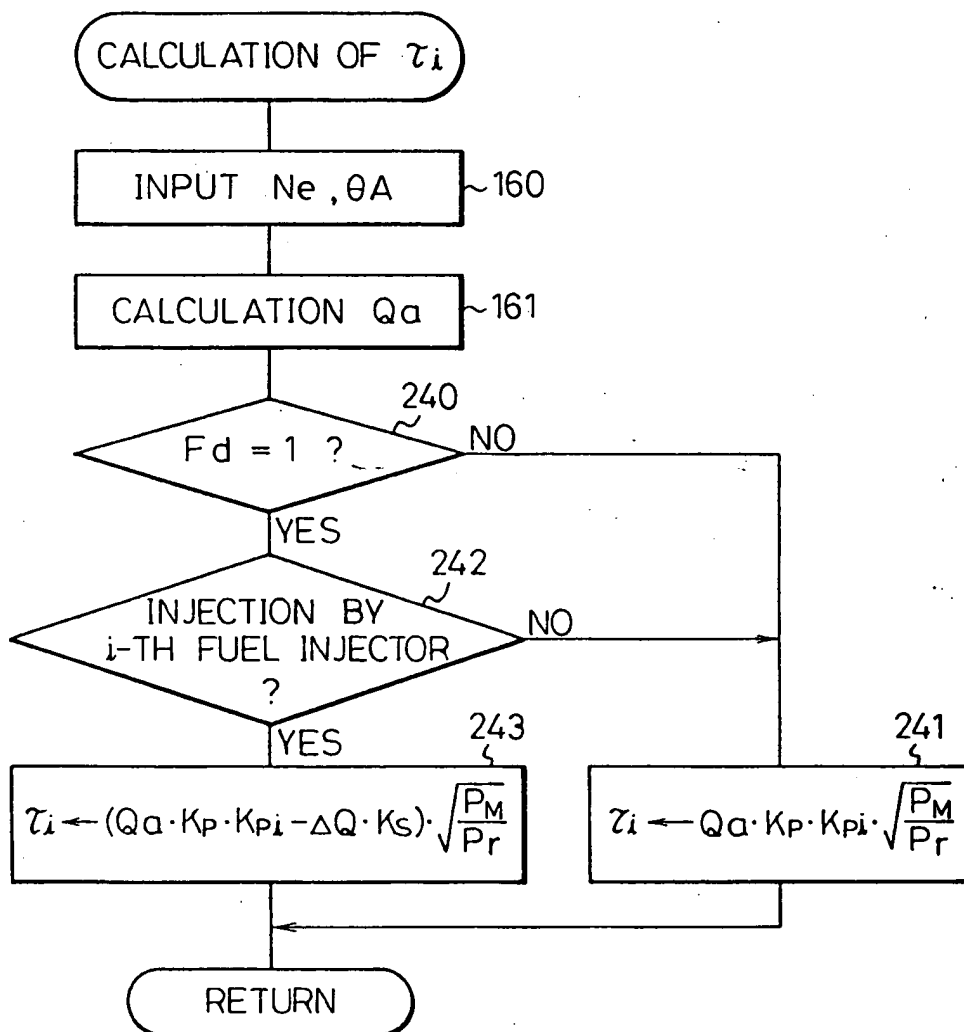 CALCULATION OF τi
INPUT Ne, θA
160
CALCULATION Qa
161
240
Fd = 1 ?
NO
YES
242
INJECTION BY
i-TH FUEL INJECTOR
?
NO
YES
243
τi ← (Qa · KP · KPi − ΔQ · KS) · √(PM/Pr)
241
τi ← Qa · KP · KPi · √(PM/Pr)
RETURN